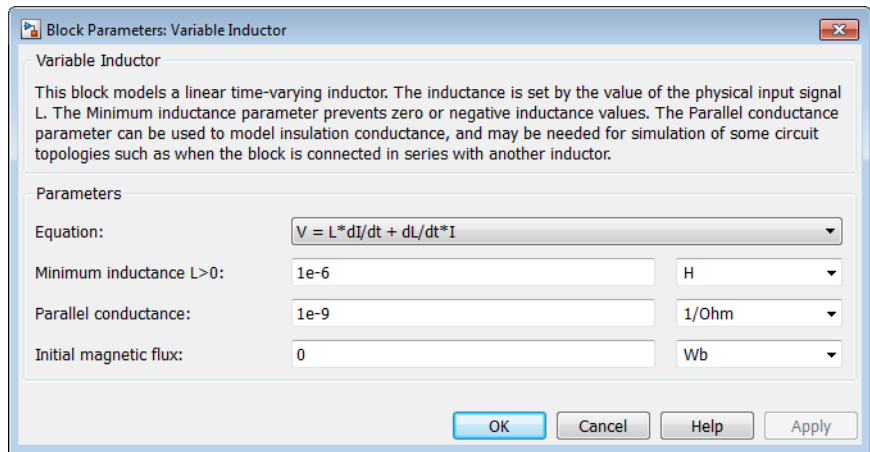 Block Parameters: Variable Inductor
Variable Inductor
This block models a linear time-varying inductor. The inductance is set by the value of the physical input signal
L. The Minimum inductance parameter prevents zero or negative inductance values. The Parallel conductance
parameter can be used to model insulation conductance, and may be needed for simulation of some circuit
topologies such as when the block is connected in series with another inductor.
Parameters
Equation: V = L*dI/dt + dL/dt*I
Minimum inductance L>0: 1e-6 H
Parallel conductance: 1e-9 1/Ohm
Initial magnetic flux: 0 Wb
OK Cancel Help Apply